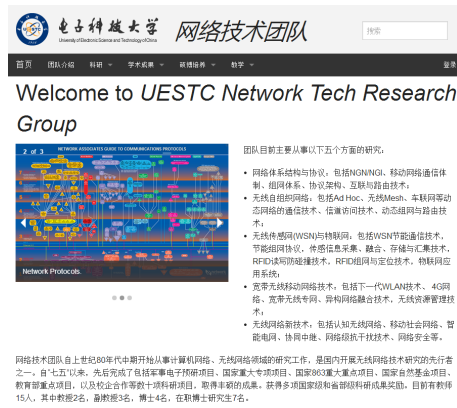 电子科技大学
University of Electronic Science and Technology of China
网络技术团队
搜索
首页 团队介绍 科研 学术成果 硕博培养 教学 登录
Welcome to UESTC Network Tech Research
Group
2 of 3
NETWORK ASSOCIATES GUIDE TO COMMUNICATIONS PROTOCOLS
Network Protocols.
团队目前主要从事以下五个方面的研究：
网络体系结构与协议：包括NGN/NGI、移动网络通信体
制、组网体系、协议架构、互联与路由技术；
无线自组织网络：包括Ad Hoc、无线Mesh、车联网等动
态网络的通信技术、信道访问技术、动态组网与路由技
术；
无线传感网(WSN)与物联网：包括WSN节能通信技术，
节能组网协议，传感信息采集、融合、存储与汇集技术，
RFID读写防碰撞技术，RFID组网与定位技术，物联网应
用系统；
宽带无线移动网络技术：包括下一代WLAN技术、 4G网
络、宽带无线专网、异构网络融合技术，无线资源管理技
术；
无线网络新技术：包括认知无线网络、移动社会网络、智
能电网、协同中继、网络级抗干扰技术、网络安全等。
网络技术团队自上世纪80年代中期开始从事计算机网络、无线网络领域的研究工作，是国内开展无线网络技术研究的先行者
之一。自“七五”以来，先后完成了包括军事电子预研项目、国家重大专项项目、国家863重大重点项目、国家自然基金项目、
教育部重点项目，以及校企合作等数十项科研项目，取得丰硕的成果。获得多项国家级和省部级科研成果奖励。目前有教师
15人，其中教授2名，副教授3名，博士4名，在职博士研究生7名。